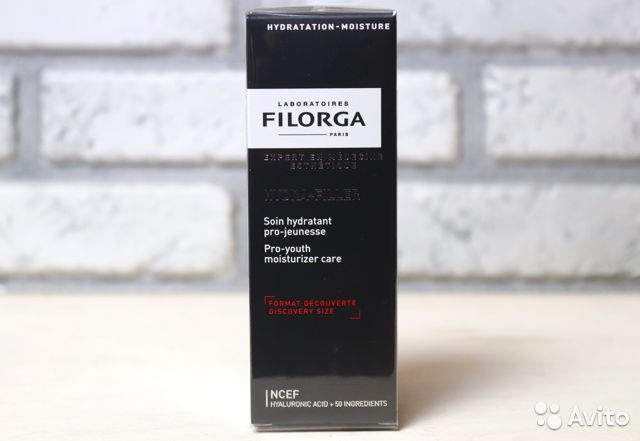 HYDRATATION-MOISTURE
LABORATOIRES
FILORGA
PARIS
EXPERT EN MÉDECINE
ESTHÉTIQUE
HYDRA-FILLER
Soin hydratant
pro-jeunesse
Pro-youth
moisturizer care
FORMAT DÉCOUVERTE
DISCOVERY SIZE
NCEF
HYALURONIC ACID + 50 INGREDIENTS
Avito